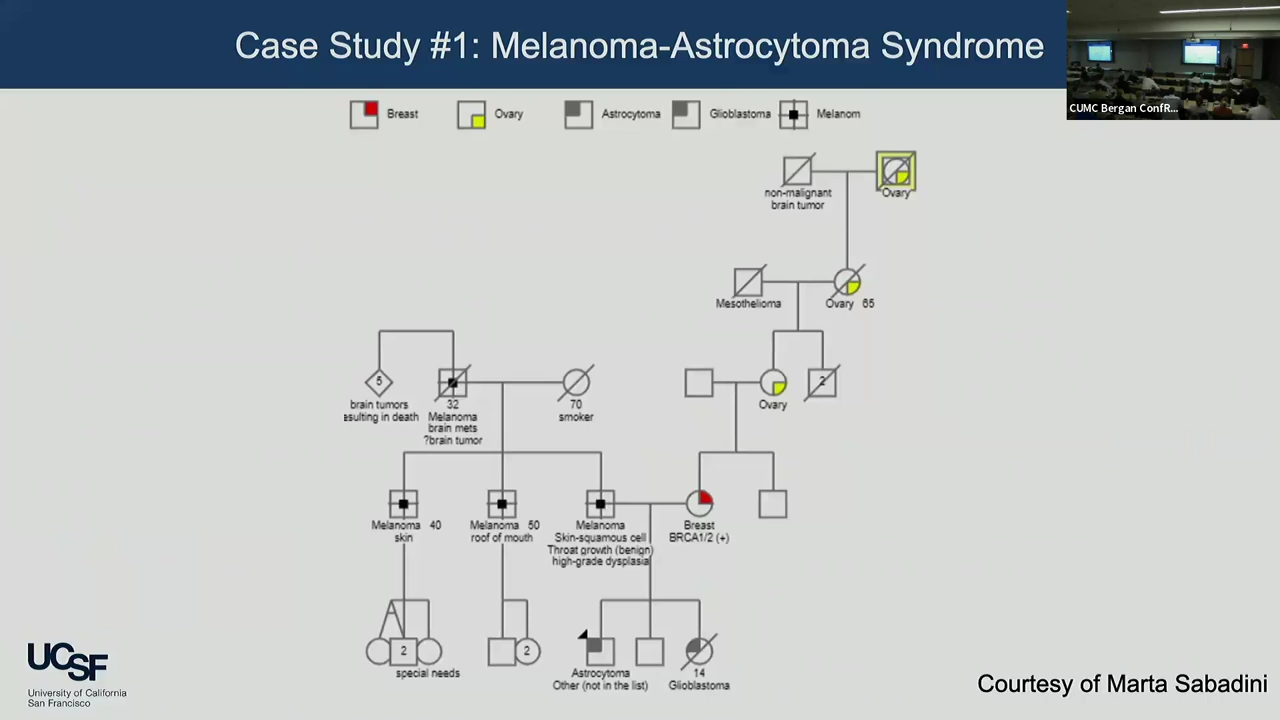 Case Study #1: Melanoma-Astrocytoma Syndrome
CUMC Bergan ConfR...
Breast
Ovary
Astrocytoma
Glioblastoma
Melanom
non-malignant
brain tumor
Ovary
Mesothelioma
Ovary 65
5
brain tumors
esulting in death
32
Melanoma
brain mets
?brain tumor
70
smoker
Ovary
2
Melanoma 40
skin
Melanoma 50
roof of mouth
Melanoma
Skin-squamous cell
Throat growth (benign)
high-grade dysplasia
Breast
BRCA1/2 (+)
2
special needs
2
Astrocytoma
Other (not in the list)
14
Glioblastoma
UCSF
University of California
San Francisco
Courtesy of Marta Sabadini